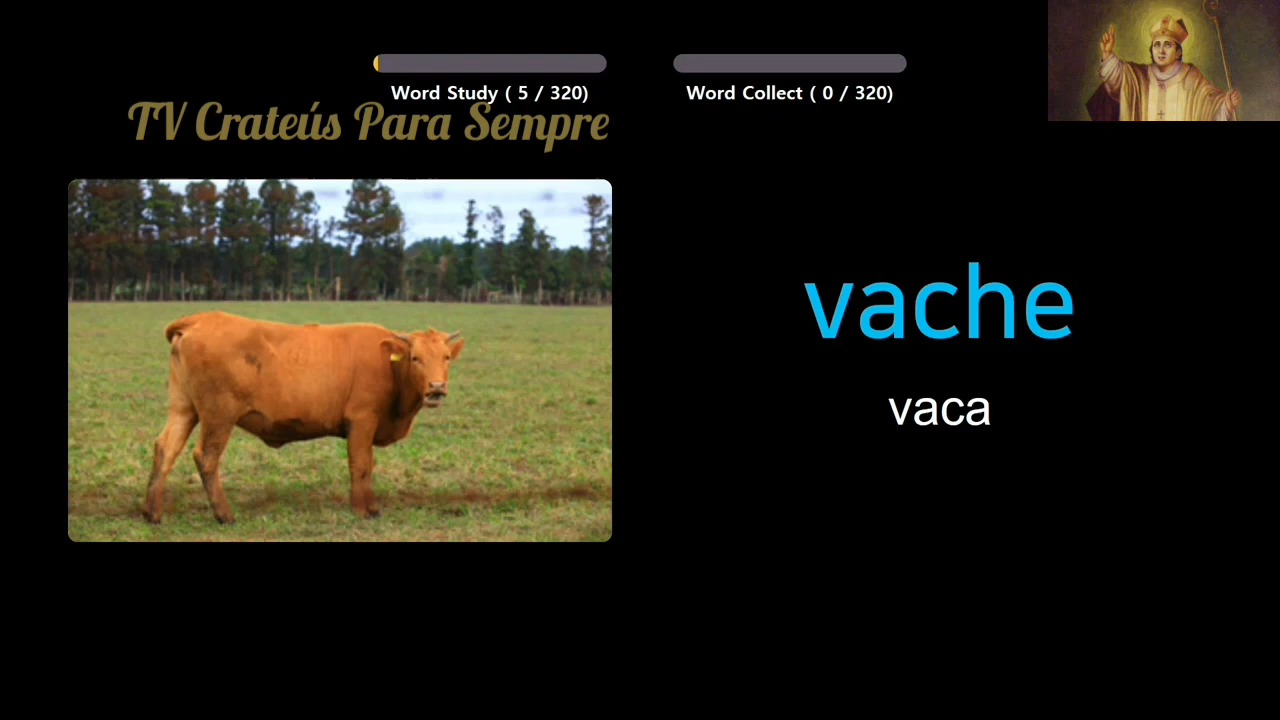 Word Study ( 5 / 320)
Word Collect ( 0 / 320)
TV Crateús Para Sempre
vache
vaca